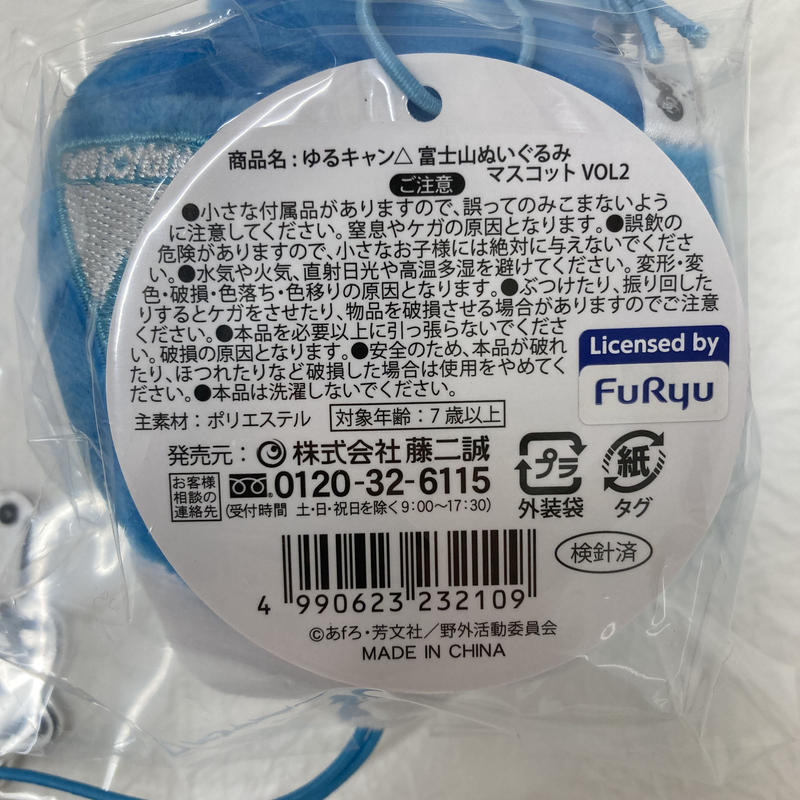 商品名：ゆるキャン△ 富士山ぬいぐるみ
マスコット VOL2
ご注意
●小さな付属品がありますので、誤ってのみこまないよう
に注意してください。窒息やケガの原因となります。●誤飲の
危険がありますので、小さなお子様には絶対に与えないでくださ
い。●水気や火気、直射日光や高温多湿を避けてください。変形・変
色・破損・色落ち・色移りの原因となります。●ぶつけたり、振り回した
りするとケガをさせたり、物品を破損させる場合がありますのでご注意
ください。●本品を必要以上に引っ張らないでくださ
い。破損の原因となります。●安全のため、本品が破れ
たり、ほつれたりなど破損した場合は使用をやめてく
ださい。●本品は洗濯しないでください。
Licensed by
FuRyu
主素材：ポリエステル 対象年齢：7歳以上
発売元：株式会社 藤二誠
お客様
相談の
連絡先
0120-32-6115
(受付時間 土・日・祝日を除く9:00～17:30)
プラ
外装袋
紙
タグ
検針済
4 990623 232109
©あfろ・芳文社／野外活動委員会
MADE IN CHINA